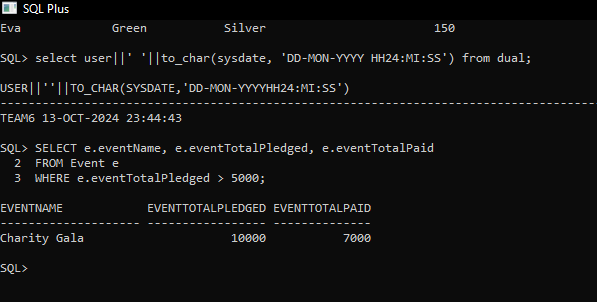 SQL Plus
Eva Green Silver 150
SQL> select user||' '||to_char(sysdate, 'DD-MON-YYYY HH24:MI:SS') from dual;
USER||''||TO_CHAR(SYSDATE,'DD-MON-YYYYHH24:MI:SS')
--------------------------------------------------------------------------------
TEAM6 13-OCT-2024 23:44:43
SQL> SELECT e.eventName, e.eventTotalPledged, e.eventTotalPaid
2 FROM Event e
3 WHERE e.eventTotalPledged > 5000;
EVENTNAME EVENTTOTALPLEDGED EVENTTOTALPAID
-------------------- ----------------- --------------
Charity Gala 10000 7000
SQL>